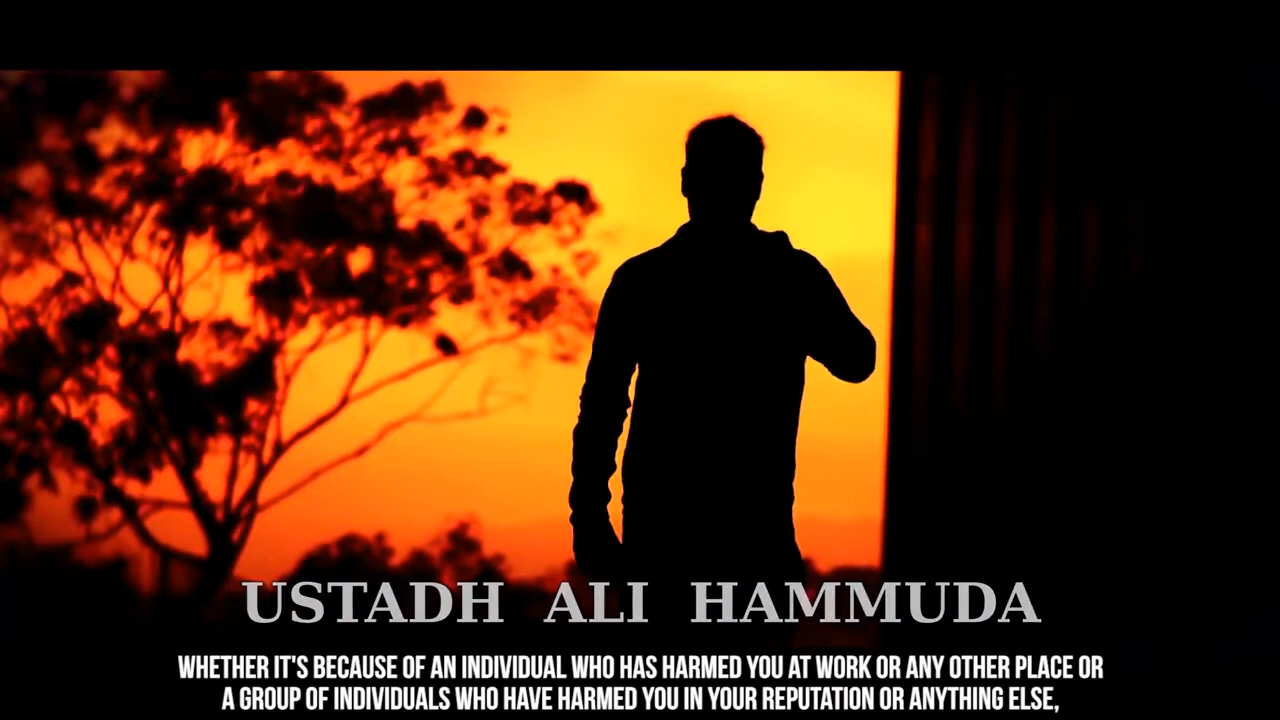 USTADH ALI HAMMUDA
WHETHER IT'S BECAUSE OF AN INDIVIDUAL WHO HAS HARMED YOU AT WORK OR ANY OTHER PLACE OR
A GROUP OF INDIVIDUALS WHO HAVE HARMED YOU IN YOUR REPUTATION OR ANYTHING ELSE,